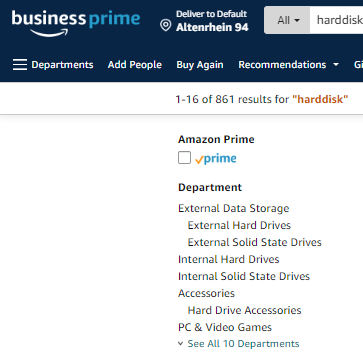 business prime
Deliver to Default
Altenrhein 94
All
harddisk
Departments
Add People
Buy Again
Recommendations
1-16 of 861 results for "harddisk"
Amazon Prime
prime
Department
External Data Storage
External Hard Drives
External Solid State Drives
Internal Hard Drives
Internal Solid State Drives
Accessories
Hard Drive Accessories
PC & Video Games
See All 10 Departments